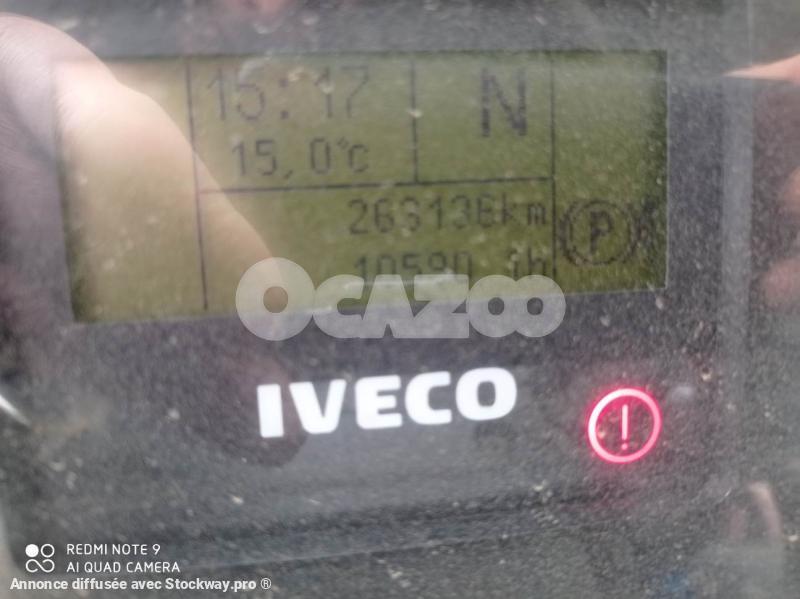 15:17
N
15,0°C
263138km
P
OCAZOO
IVECO
REDMI NOTE 9
AI QUAD CAMERA
Annonce diffusée avec Stockway.pro ®